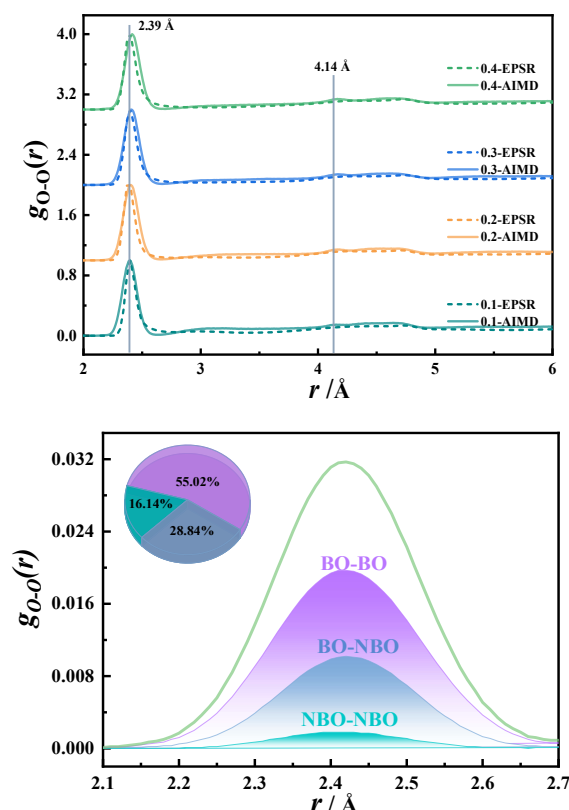 2.39 Å
4.14 Å
4.0
3.2
2.4
1.6
0.8
0.0
g_O-O(r)
0.4-EPSR
0.4-AIMD
0.3-EPSR
0.3-AIMD
0.2-EPSR
0.2-AIMD
0.1-EPSR
0.1-AIMD
2 3 4 5 6
r /Å
0.032
0.024
0.016
0.008
0.000
g_O-O(r)
55.02%
16.14%
28.84%
BO-BO
BO-NBO
NBO-NBO
2.1 2.2 2.3 2.4 2.5 2.6 2.7
r / Å